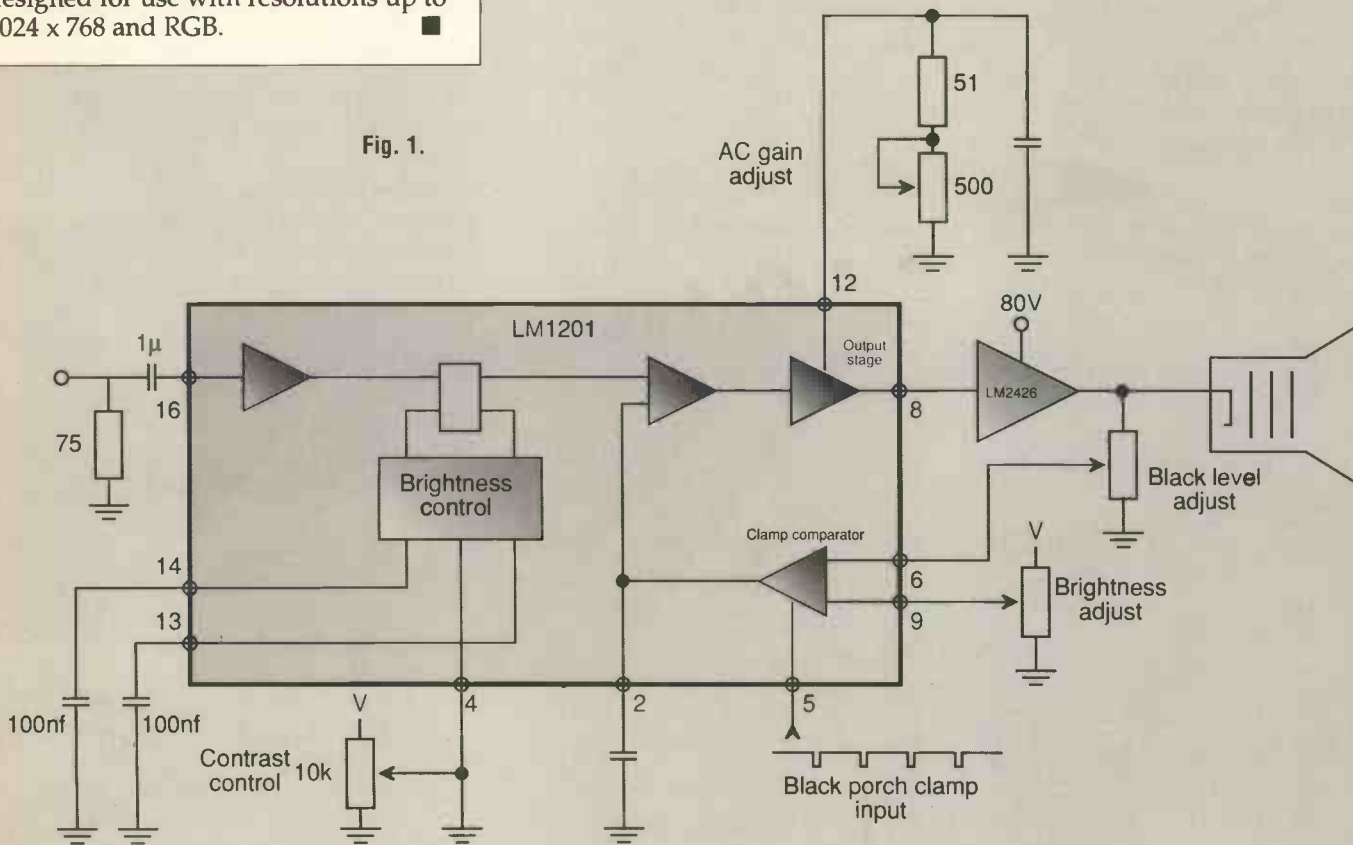 designed for use with resolutions up to
024 x 768 and RGB. ■
Fig. 1.
AC gain
adjust
51
500
12
80V
LM1201
Output
stage
1µ
16
75
8
LM2426
Brightness
control
Black level
adjust
Clamp comparator
V
6
9
Brightness
adjust
14
13
100nf
100nf
V
4
2
5
Contrast
control
10k
Black porch clamp
input